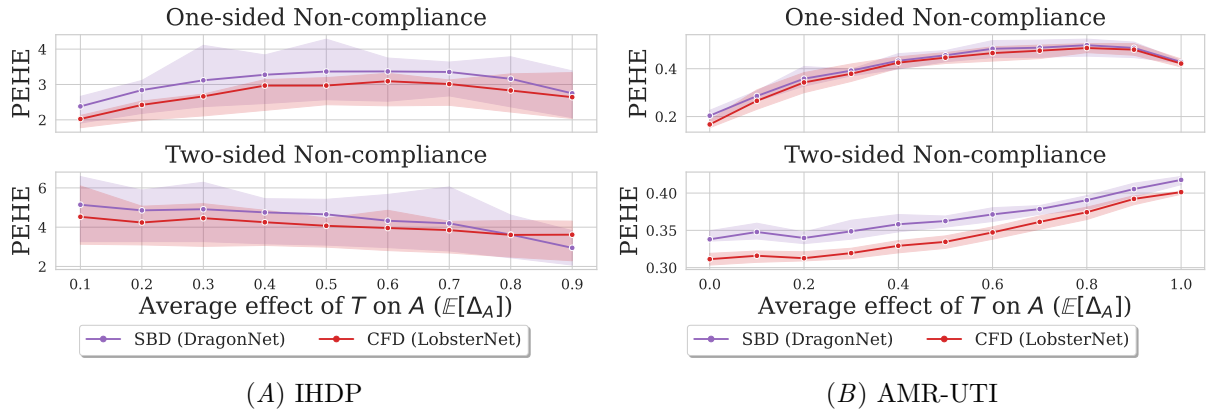 One-sided Non-compliance
4
3
2
PEHE
Two-sided Non-compliance
6
4
2
PEHE
0.1 0.2 0.3 0.4 0.5 0.6 0.7 0.8 0.9
Average effect of T on A (𝔼[Δ_A])
SBD (DragonNet) CFD (LobsterNet)
(A) IHDP
One-sided Non-compliance
0.4
0.2
PEHE
Two-sided Non-compliance
0.40
0.35
0.30
PEHE
0.0 0.2 0.4 0.6 0.8 1.0
Average effect of T on A (𝔼[Δ_A])
SBD (DragonNet) CFD (LobsterNet)
(B) AMR-UTI